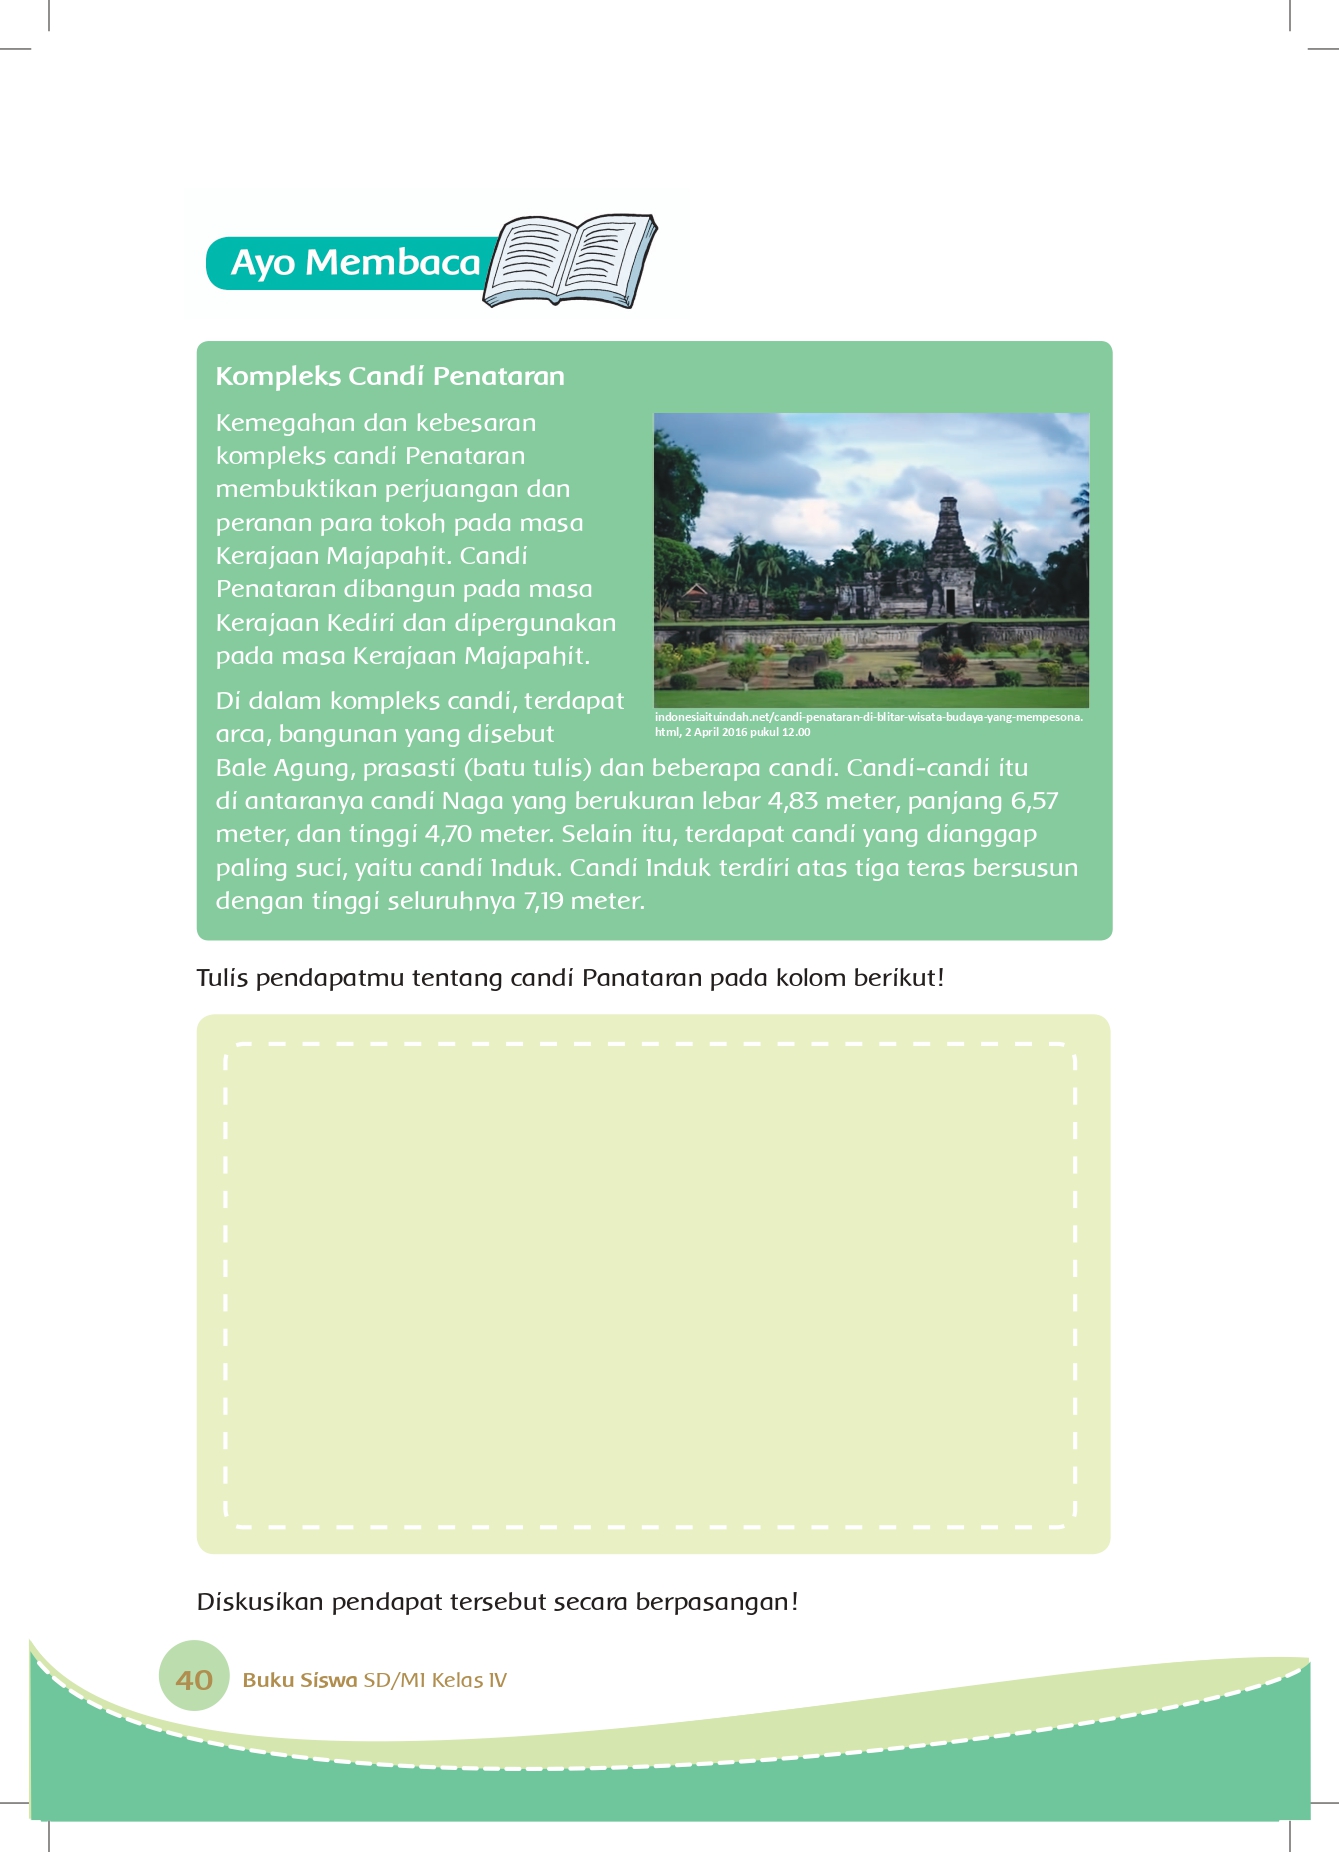 Ayo Membaca
Kompleks Candi Penataran
Kemegahan dan kebesaran
kompleks candi Penataran
membuktikan perjuangan dan
peranan para tokoh pada masa
Kerajaan Majapahit. Candi
Penataran dibangun pada masa
Kerajaan Kediri dan dipergunakan
pada masa Kerajaan Majapahit.
Di dalam kompleks candi, terdapat
arca, bangunan yang disebut
indonesiaituindah.net/candi-penataran-di-blitar-wisata-budaya-yang-mempesona.
html, 2 April 2016 pukul 12.00
Bale Agung, prasasti (batu tulis) dan beberapa candi. Candi-candi itu
di antaranya candi Naga yang berukuran lebar 4,83 meter, panjang 6,57
meter, dan tinggi 4,70 meter. Selain itu, terdapat candi yang dianggap
paling suci, yaitu candi Induk. Candi Induk terdiri atas tiga teras bersusun
dengan tinggi seluruhnya 7,19 meter.
Tulis pendapatmu tentang candi Panataran pada kolom berikut!
Diskusikan pendapat tersebut secara berpasangan!
40 Buku Siswa SD/MI Kelas IV